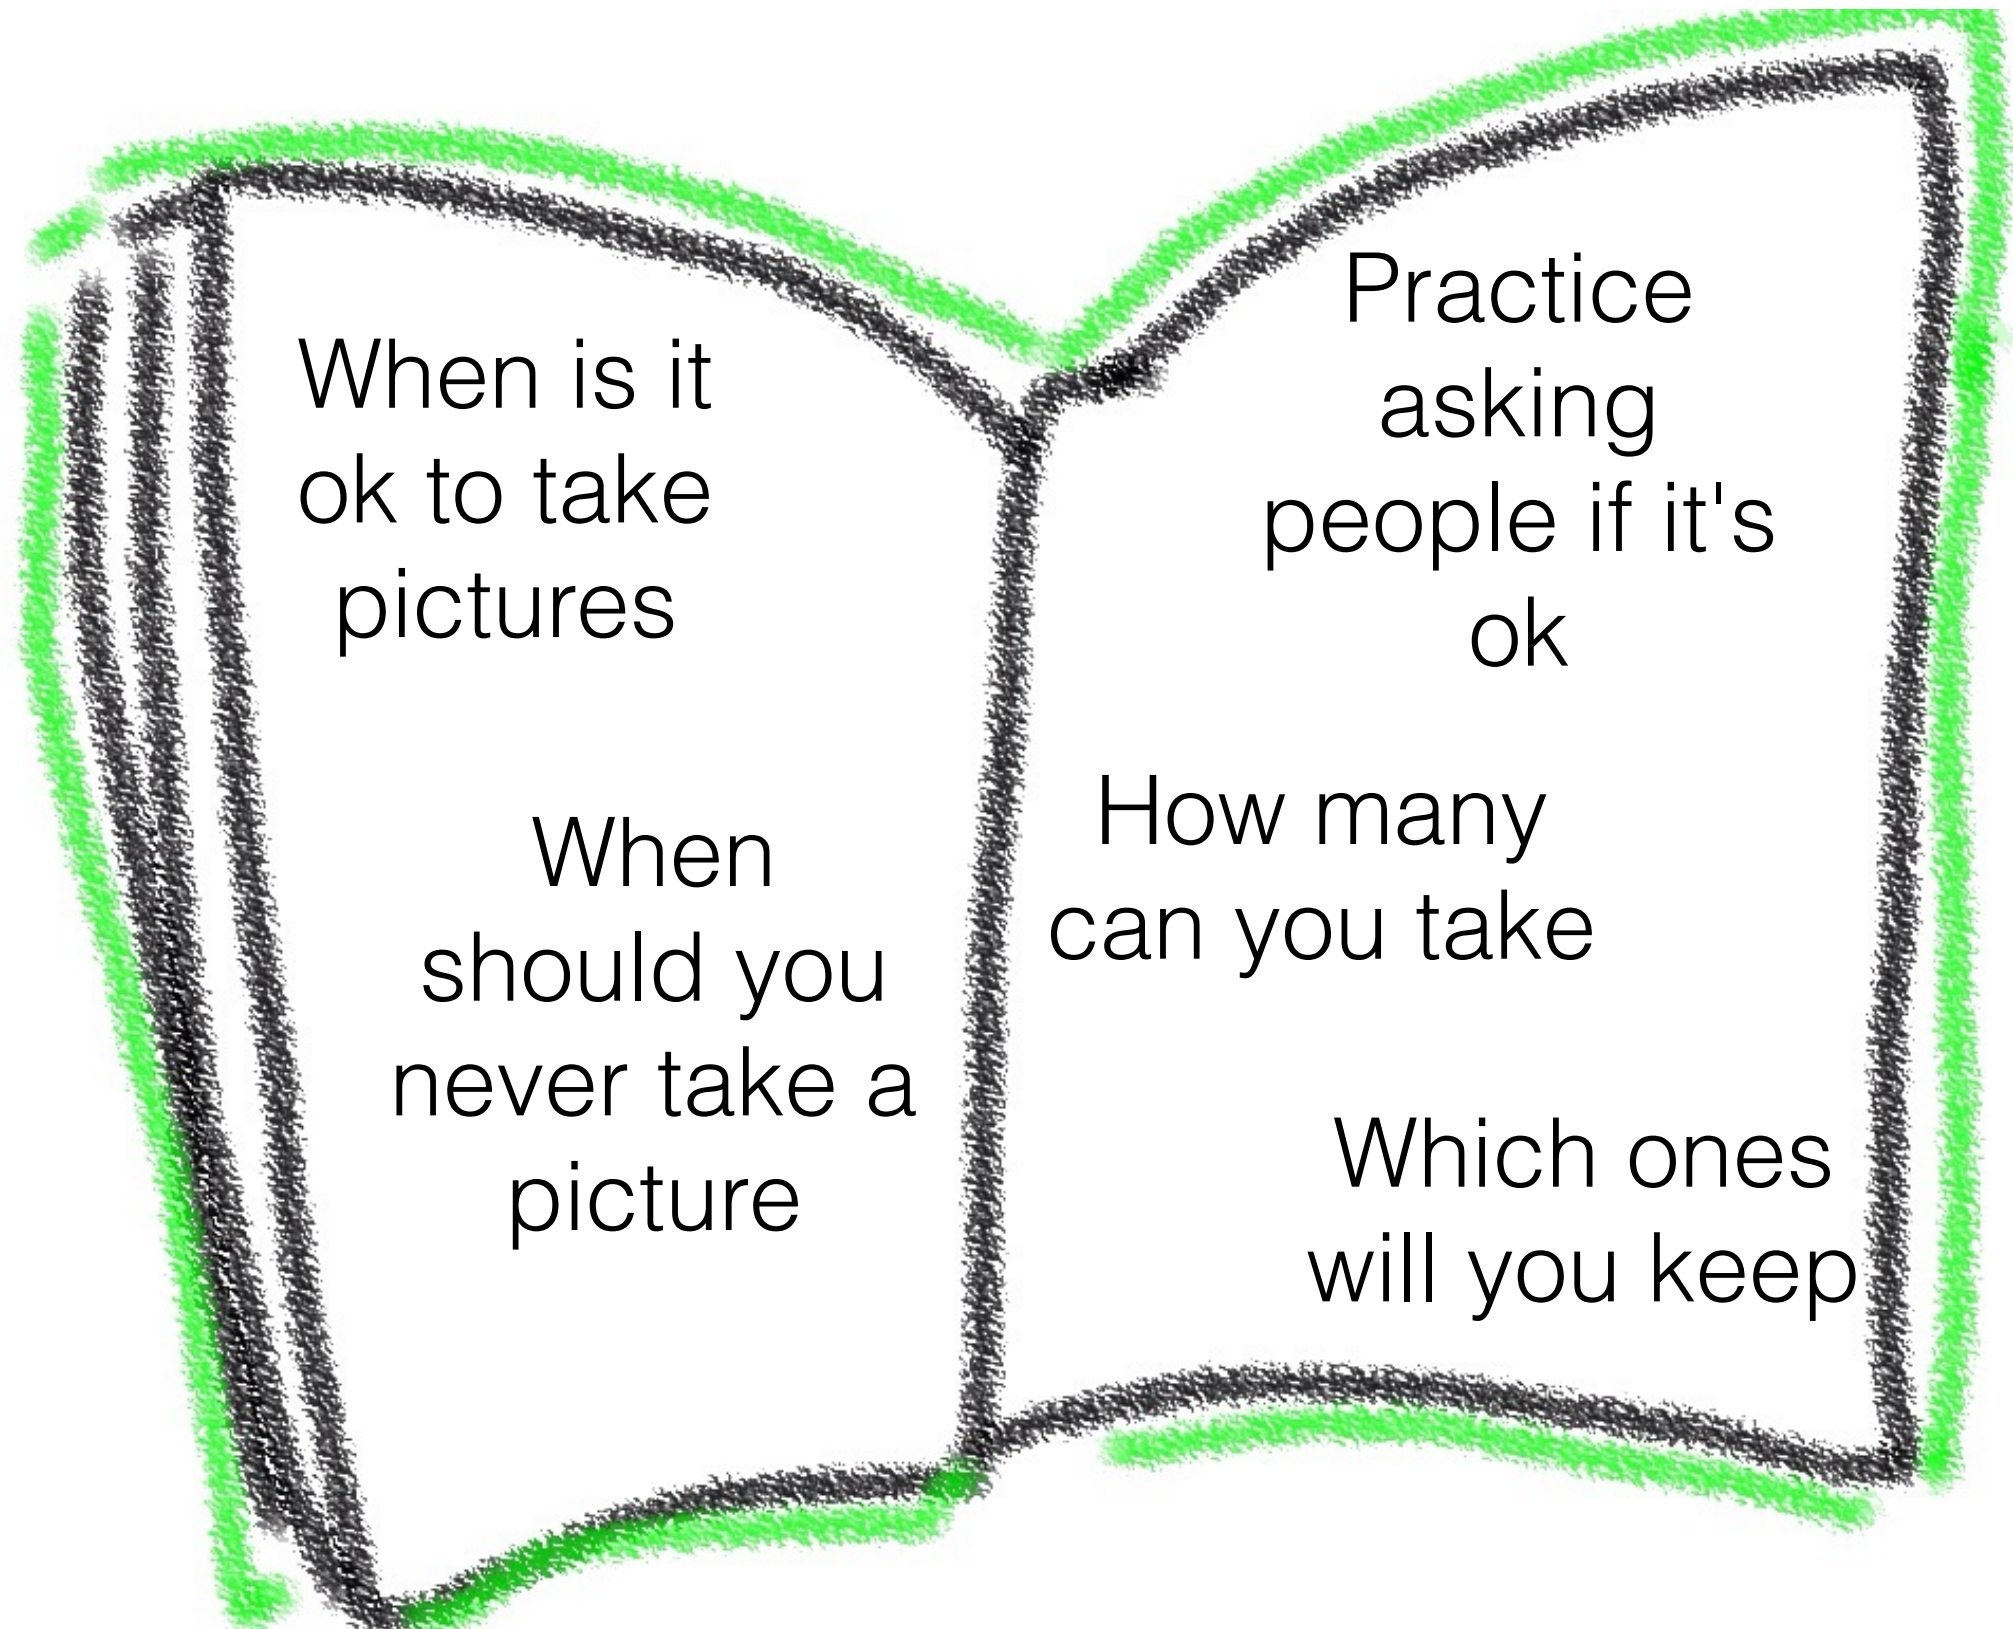 When is it
ok to take
pictures
When
should you
never take a
picture
Practice
asking
people if it's
ok
How many
can you take
Which ones
will you keep